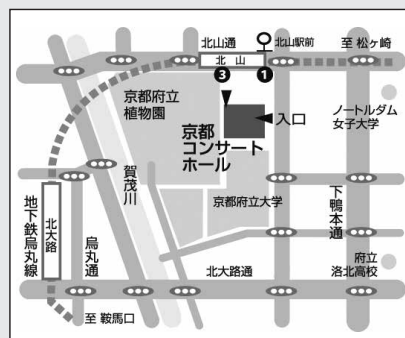 北山通
北山駅前
至 松ヶ崎
北 山
3
1
京都府立
植物園
入口
ノートルダム
女子大学
京都
コンサート
ホール
賀茂川
京都府立大学
下鴨本通
地下鉄烏丸線
北大路
烏丸通
府立
洛北高校
北大路通
至 鞍馬口